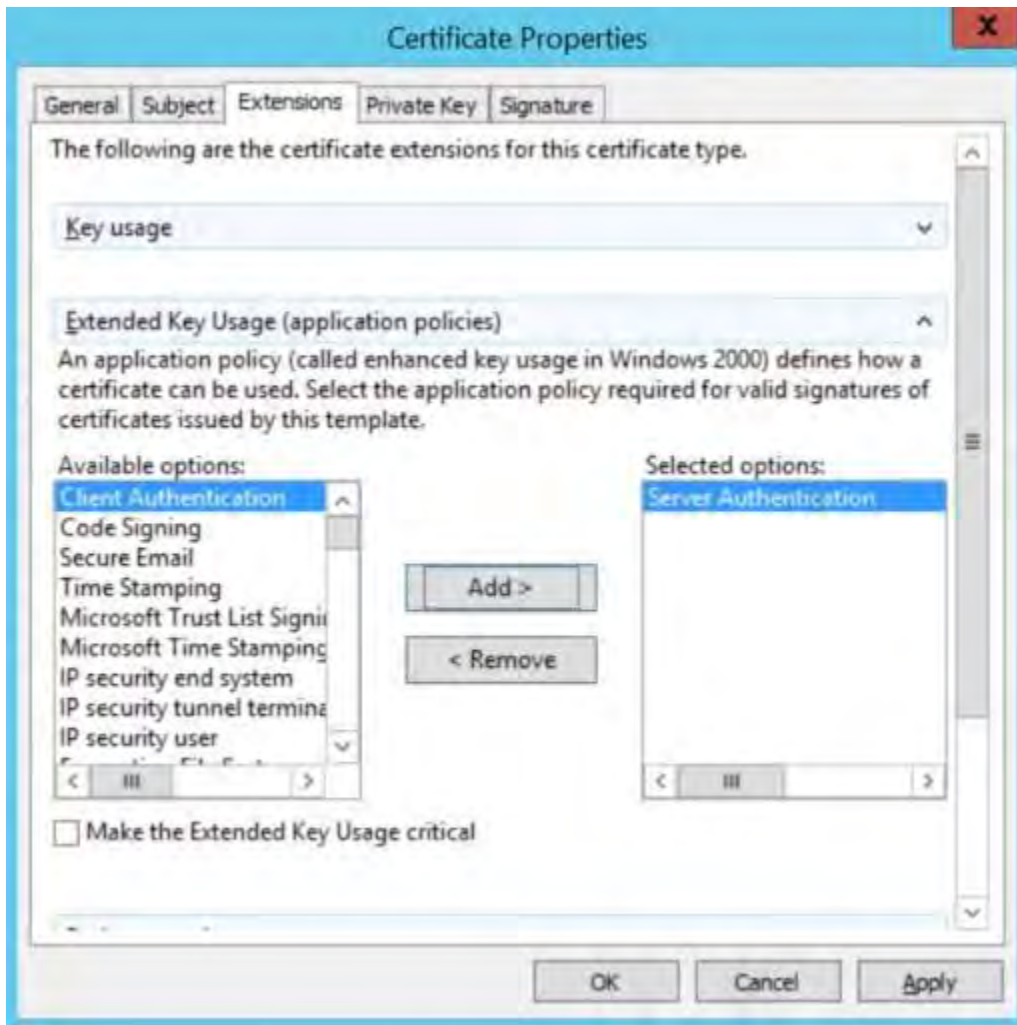 Certificate Properties
x
General Subject Extensions Private Key Signature
The following are the certificate extensions for this certificate type.
Key usage
Extended Key Usage (application policies)
An application policy (called enhanced key usage in Windows 2000) defines how a
certificate can be used. Select the application policy required for valid signatures of
certificates issued by this template.
Available options:
Client Authentication
Code Signing
Secure Email
Time Stamping
Microsoft Trust List
Microsoft Time Stamping
IP security end system
IP security tunnel
IP security user
Add >
< Remove
Selected options:
Server Authentication
Make the Extended Key Usage critical
OK Cancel Apply